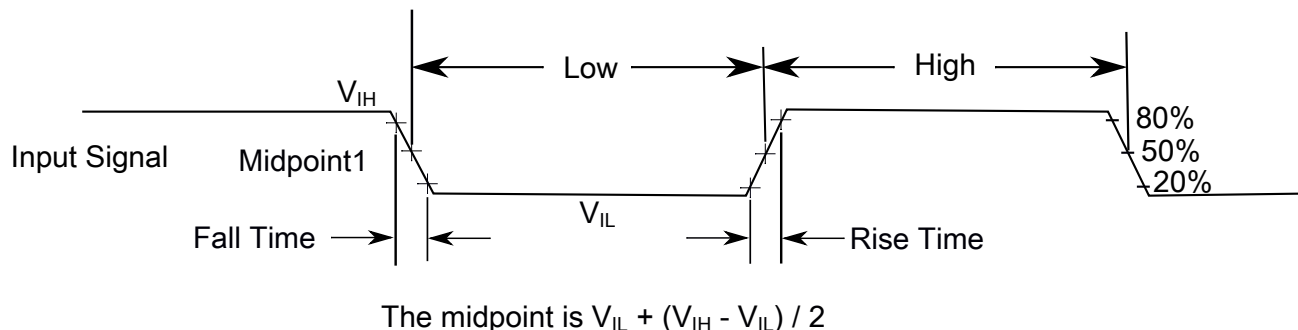 Low
High
V_IH
80%
Input Signal
Midpoint1
50%
20%
V_IL
Fall Time
Rise Time
The midpoint is V_IL + (V_IH - V_IL) / 2